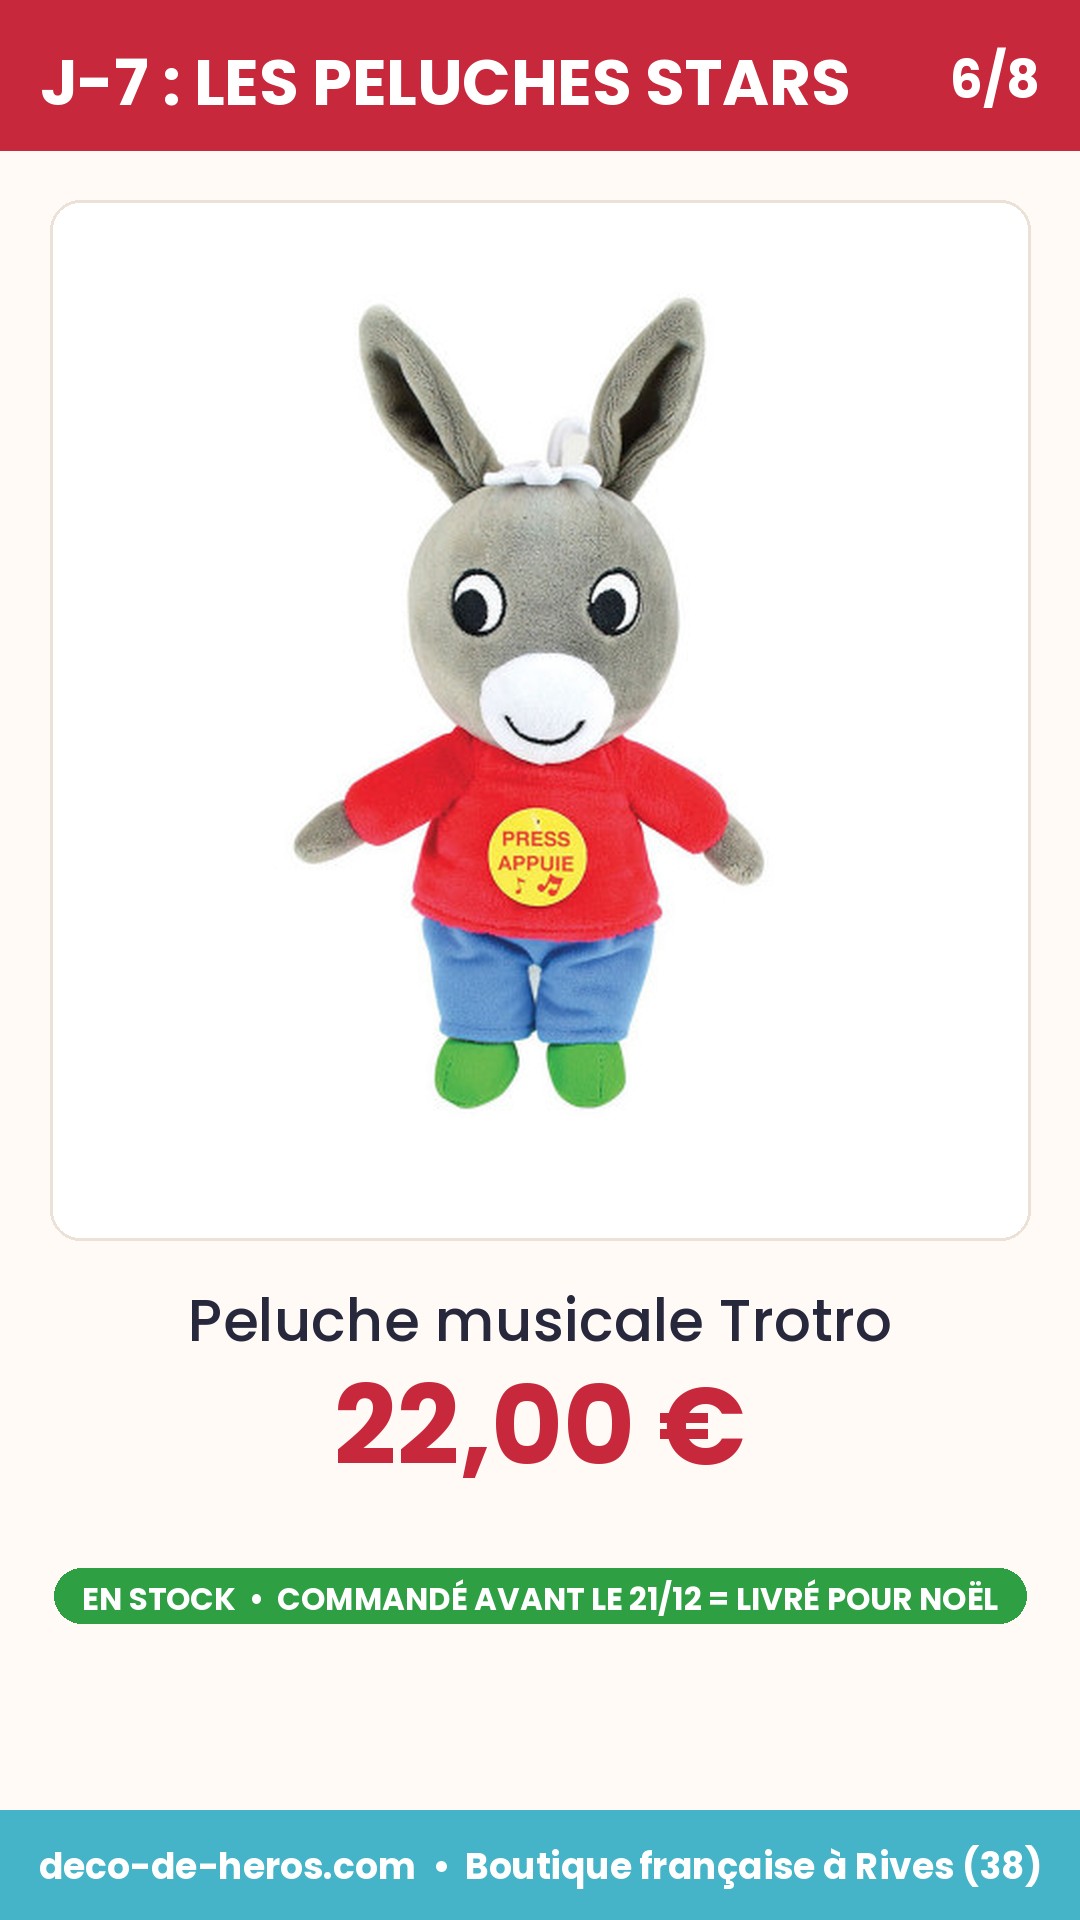 J-7 : LES PELUCHES STARS 6/8
PRESS
APPUIE
Peluche musicale Trotro
22,00 €
EN STOCK • COMMANDÉ AVANT LE 21/12 = LIVRÉ POUR NOËL
deco-de-heros.com • Boutique française à Rives (38)